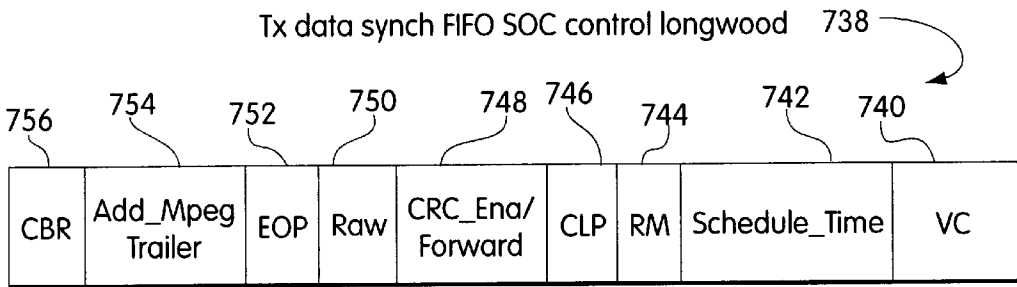 Tx data synch FIFO SOC control longwood 738
756 754 752 750 748 746 744 742 740
CBR Add_Mpeg Trailer EOP Raw CRC_Ena/ Forward CLP RM Schedule_Time VC